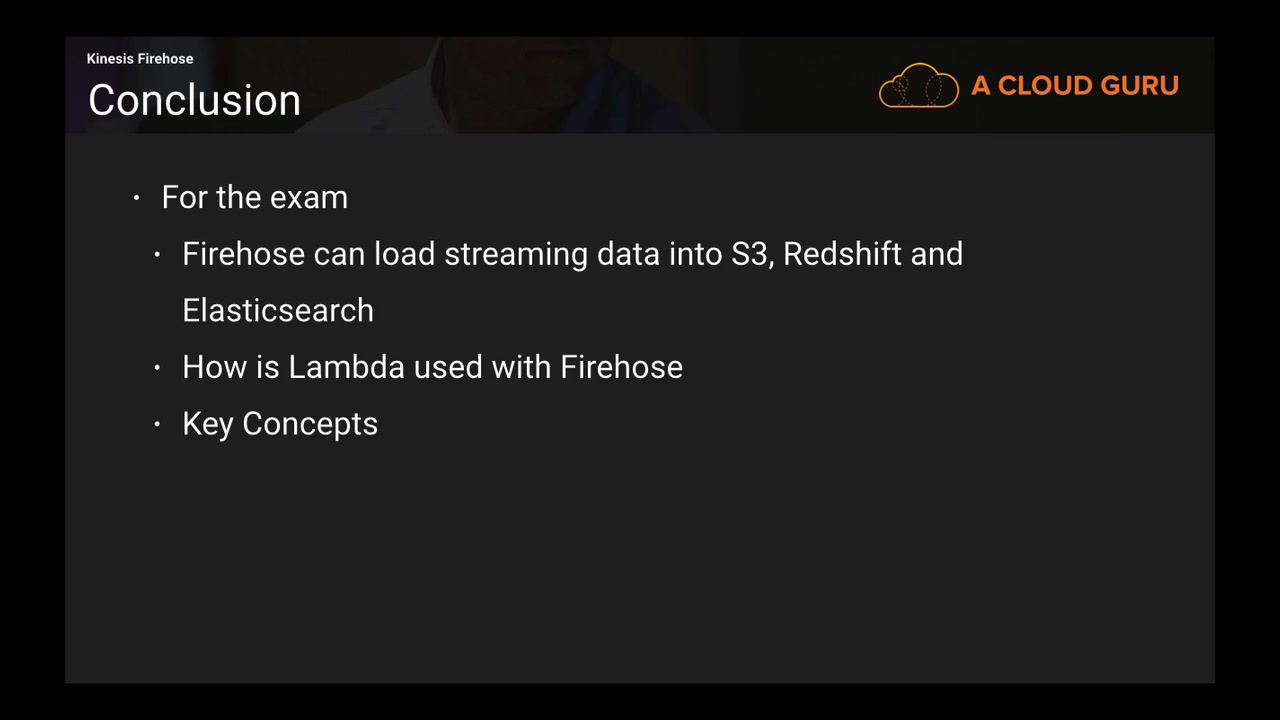 Kinesis Firehose
Conclusion
A CLOUD GURU
• For the exam
• Firehose can load streaming data into S3, Redshift and
Elasticsearch
• How is Lambda used with Firehose
• Key Concepts